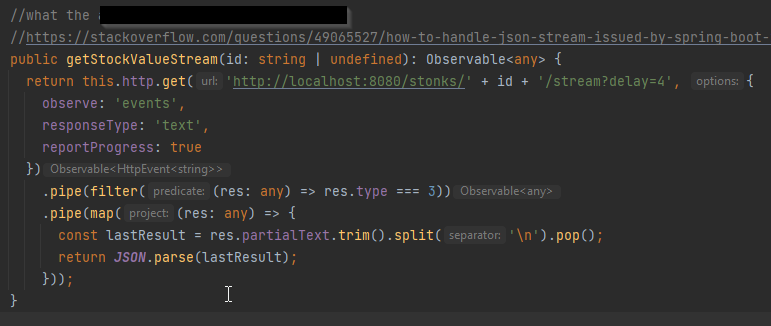 //what the
//https://stackoverflow.com/questions/49065527/how-to-handle-json-stream-issued-by-spring-boot-
public getStockValueStream(id: string | undefined): Observable<any> {
return this.http.get( url: 'http://localhost:8080/stonks/' + id + '/stream?delay=4', options: {
observe: 'events',
responseType: 'text',
reportProgress: true
}) Observable<HttpEvent<string>>
.pipe(filter( predicate: (res: any) => res.type === 3)) Observable<any>
.pipe(map( project: (res: any) => {
const lastResult = res.partialText.trim().split( separator: '\n').pop();
return JSON.parse(lastResult);
}));
}